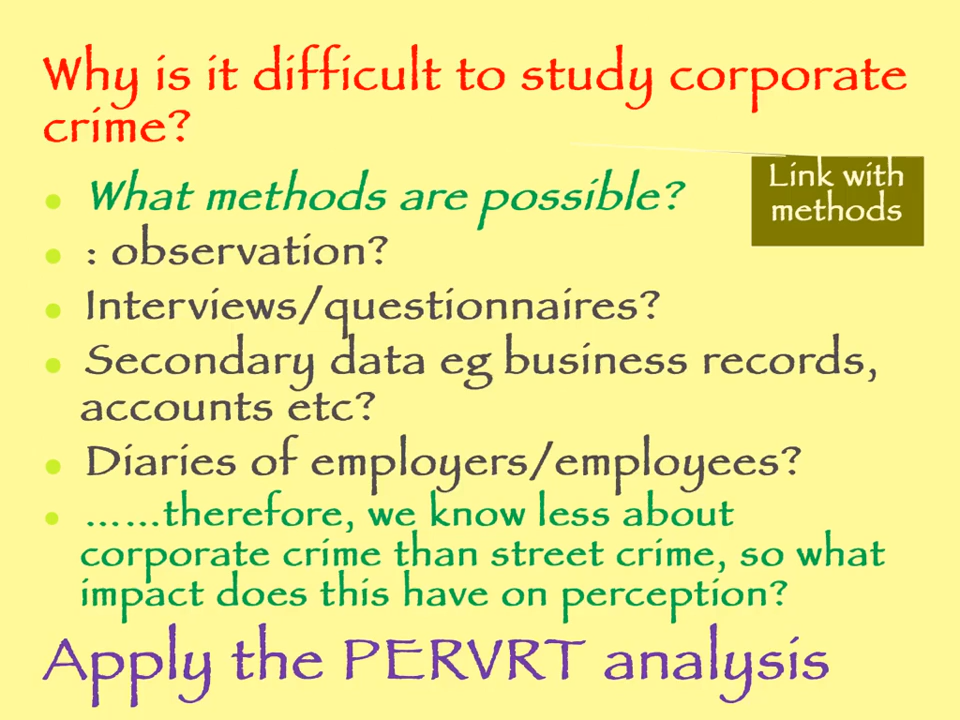 Why is it difficult to study corporate
crime?
Link with
methods
• What methods are possible?
• : observation?
• Interviews/questionnaires?
• Secondary data eg business records,
accounts etc?
• Diaries of employers/employees?
• ……therefore, we know less about
corporate crime than street crime, so what
impact does this have on perception?
Apply the PERVRT analysis